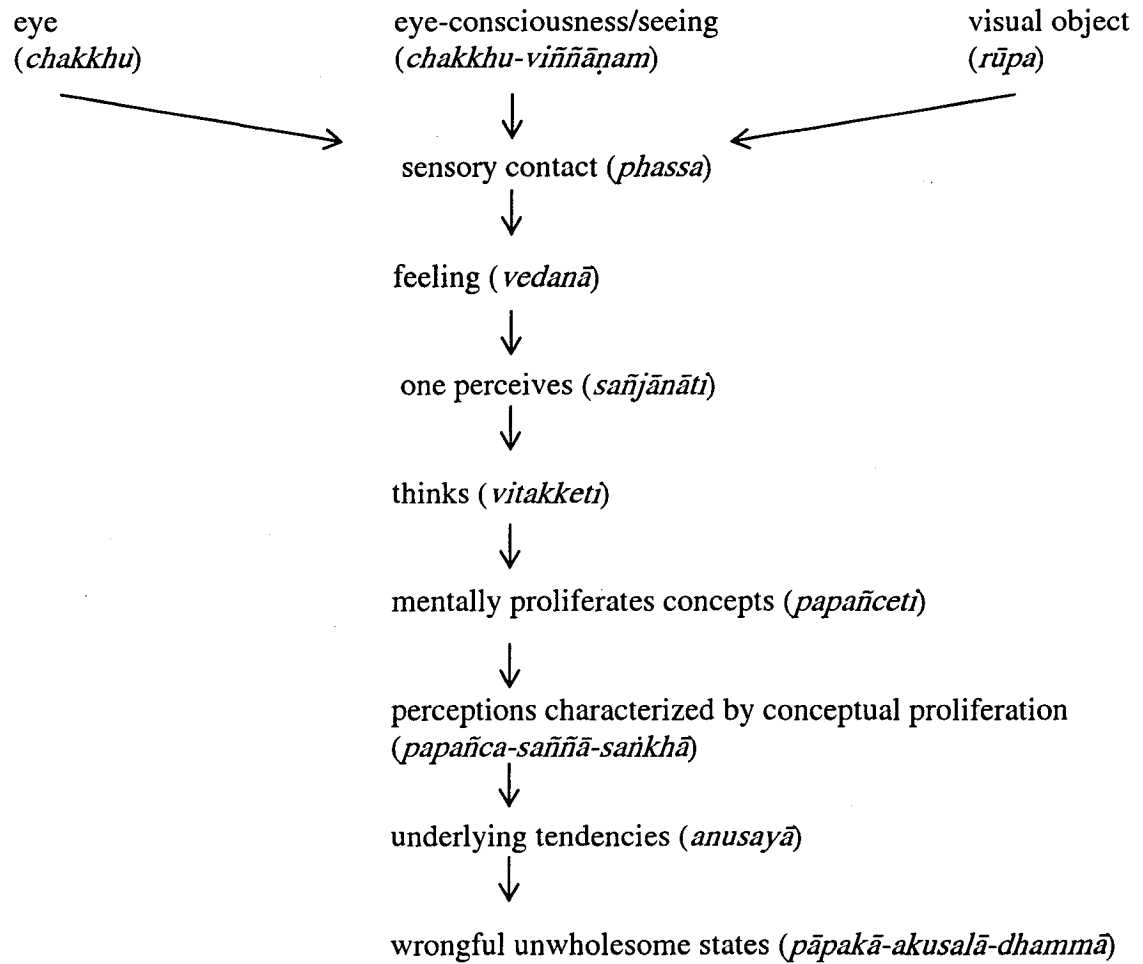 eye
(chakkhu)
eye-consciousness/seeing
(chakkhu-viññāṇam)
visual object
(rūpa)
sensory contact (phassa)
feeling (vedanā)
one perceives (sañjānāti)
thinks (vitakketi)
mentally proliferates concepts (papañceti)
perceptions characterized by conceptual proliferation
(papañca-saññā-saṅkhā)
underlying tendencies (anusayā)
wrongful unwholesome states (pāpakā-akusalā-dhammā)